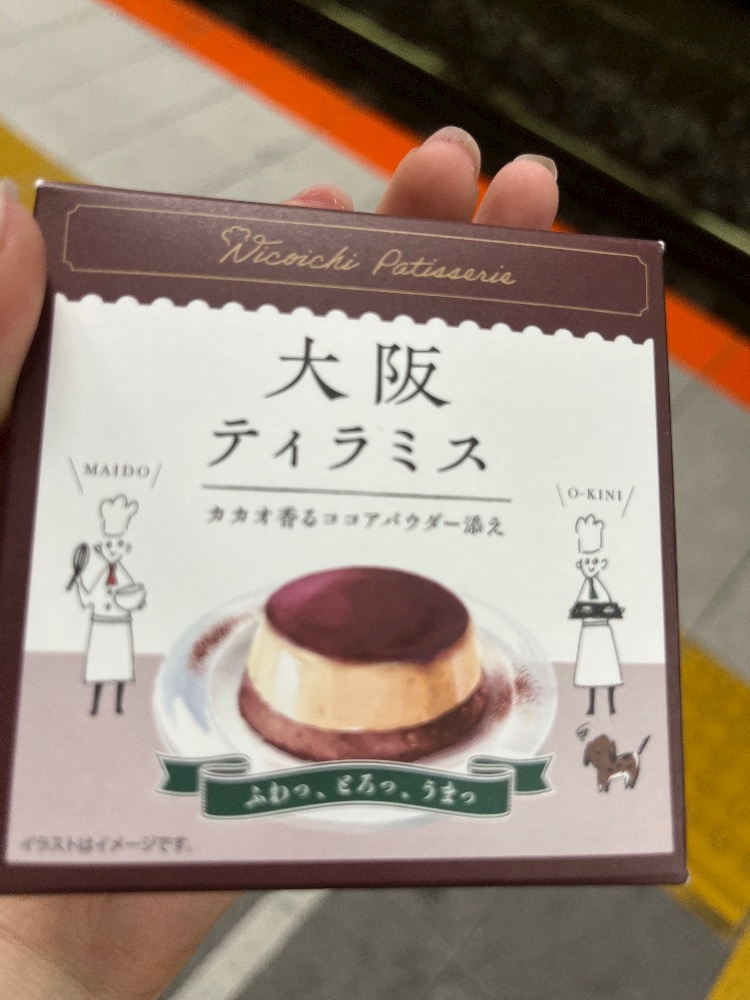 Nicoichi Patisserie
大阪
ティラミス
カカオ香るココアパウダー添え
MAIDO
O-KINI
ふわっ、とろっ、うまっ
イラストはイメージです。